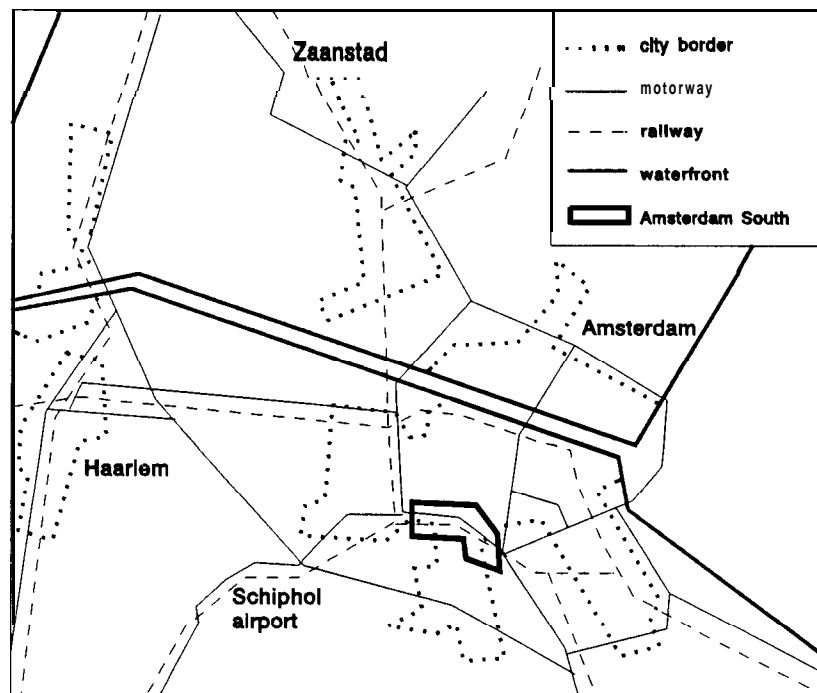 Zaanstad
city border
motorway
railway
waterfront
Amsterdam South
Amsterdam
Haarlem
Schiphol
airport